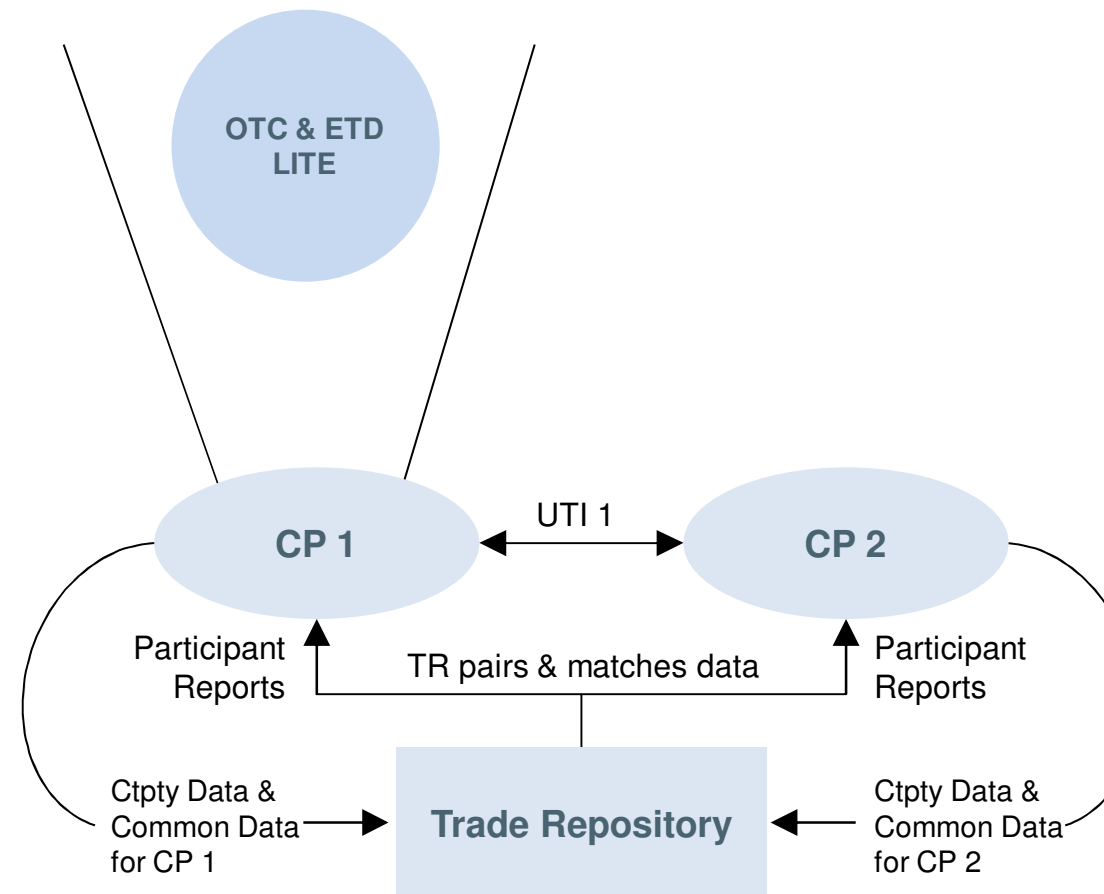 OTC & ETD
LITE
UTI 1
CP 1
CP 2
Participant
Reports
TR pairs & matches data
Participant
Reports
Ctpty Data &
Common Data
for CP 1
Trade Repository
Ctpty Data &
Common Data
for CP 2